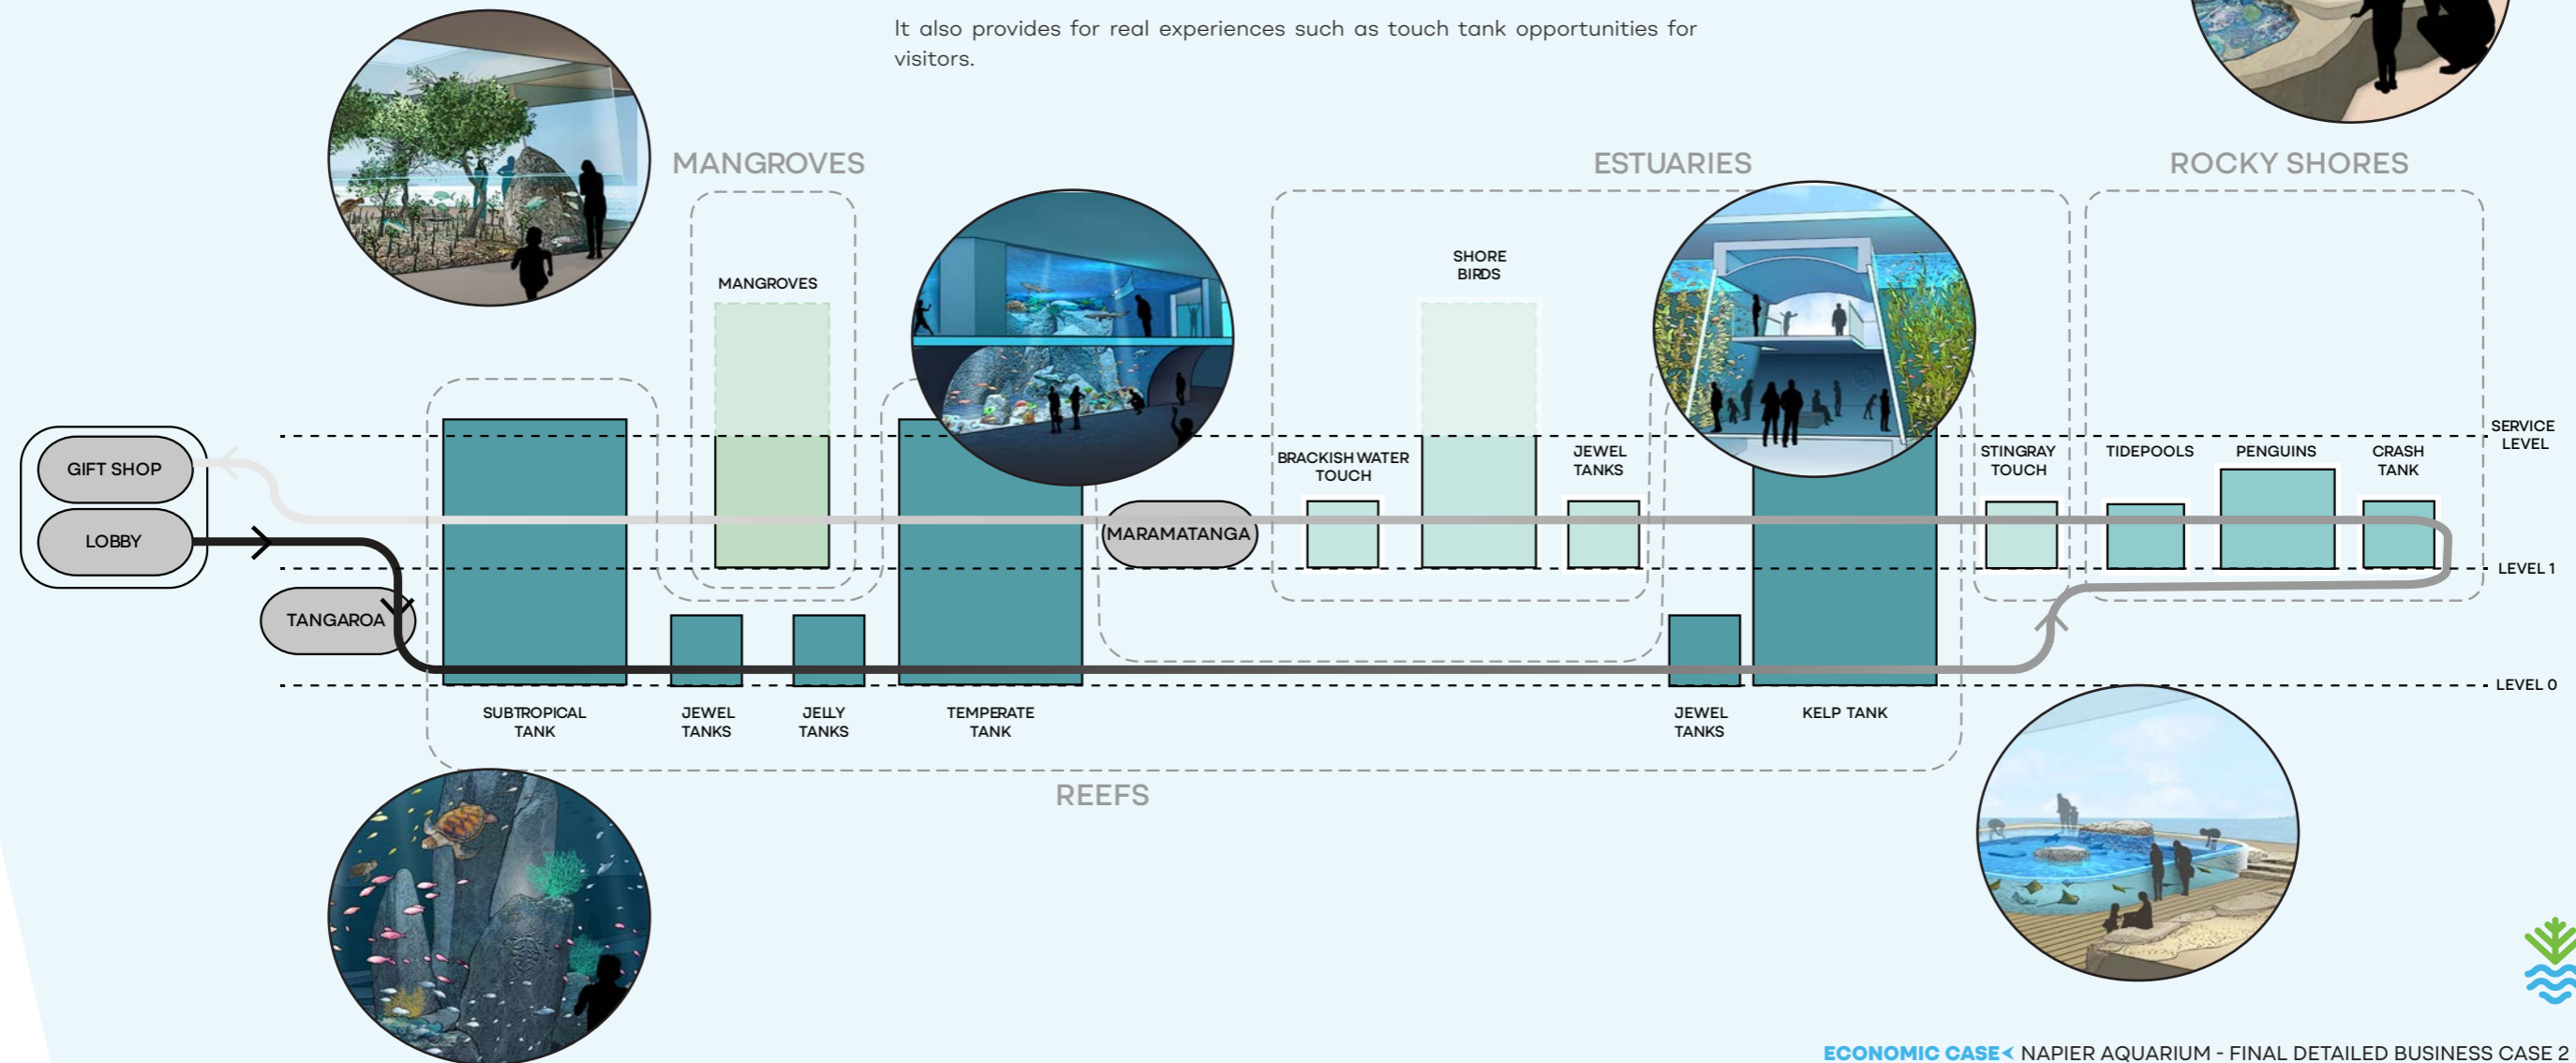 It also provides for real experiences such as touch tank opportunities for
visitors.
MANGROVES
ESTUARIES
ROCKY SHORES
SHORE
BIRDS
MANGROVES
SERVICE
LEVEL
GIFT SHOP
BRACKISH WATER
TOUCH
JEWEL
TANKS
STINGRAY
TOUCH
TIDEPOOLS
PENGUINS
CRASH
TANK
LOBBY
MARAMATANGA
LEVEL 1
TANGAROA
LEVEL 0
SUBTROPICAL
TANK
JEWEL
TANKS
JELLY
TANKS
TEMPERATE
TANK
JEWEL
TANKS
KELP TANK
REEFS
ECONOMIC CASE NAPIER AQUARIUM - FINAL DETAILED BUSINESS CASE